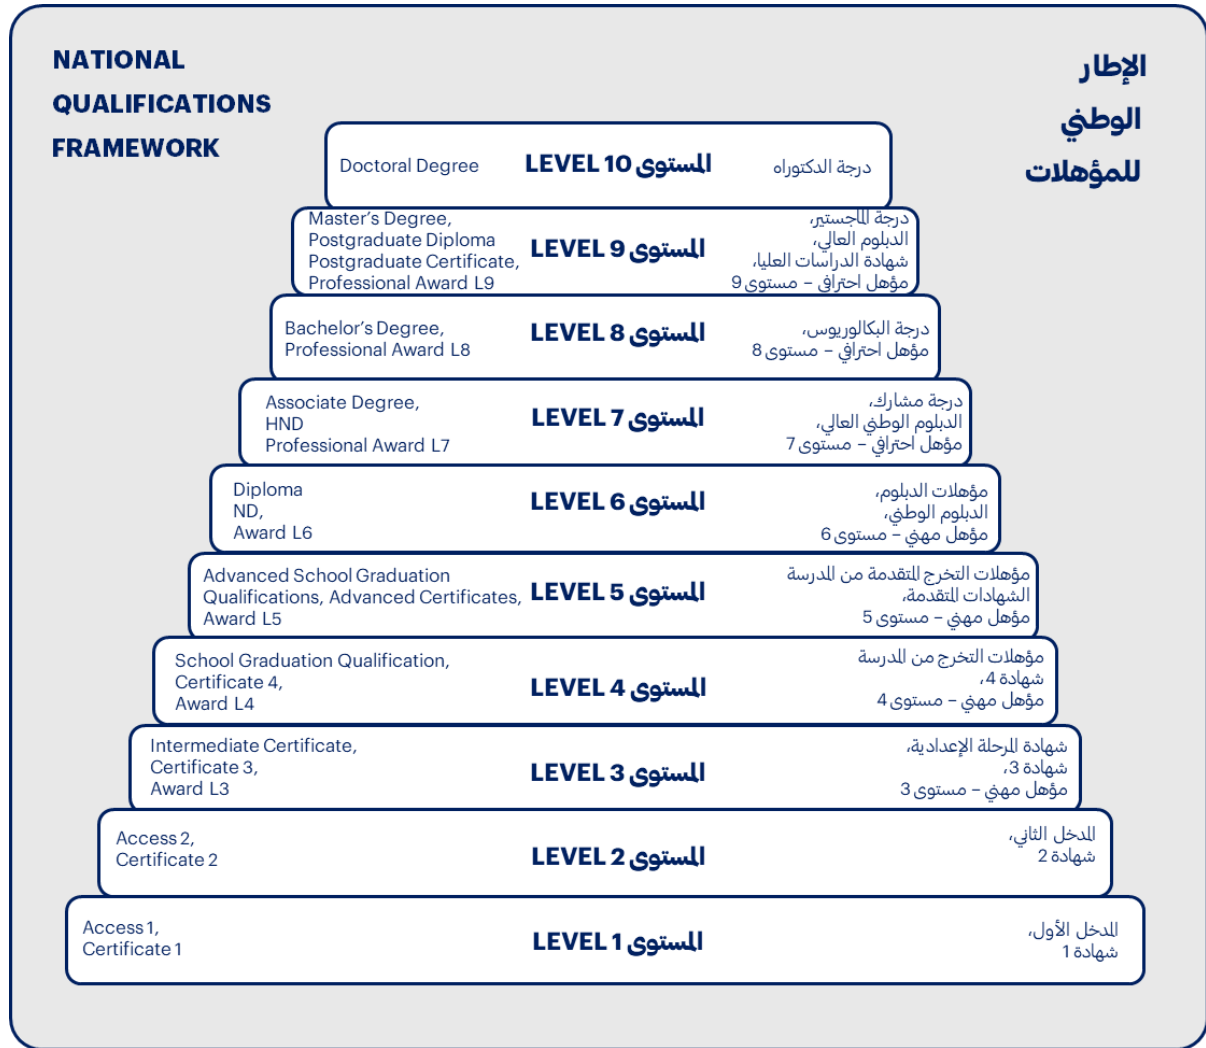 NATIONAL
QUALIFICATIONS
FRAMEWORK
الإطار
الوطني
للمؤهلات
Doctoral Degree
LEVEL 10 المستوى
درجة الدكتوراه
Master's Degree,
Postgraduate Diploma
Postgraduate Certificate,
Professional Award L9
LEVEL 9 المستوى
درجة الماجستير،
الدبلوم العالي،
شهادة الدراسات العليا،
مؤهل احترافي – مستوى 9
Bachelor's Degree,
Professional Award L8
LEVEL 8 المستوى
درجة البكالوريوس،
مؤهل احترافي – مستوى 8
Associate Degree,
HND
Professional Award L7
LEVEL 7 المستوى
درجة مشارك،
الدبلوم الوطني العالي،
مؤهل احترافي – مستوى 7
Diploma
ND,
Award L6
LEVEL 6 المستوى
مؤهلات الدبلوم،
الدبلوم الوطني،
مؤهل مهني – مستوى 6
Advanced School Graduation
Qualifications, Advanced Certificates,
Award L5
LEVEL 5 المستوى
مؤهلات التخرج المتقدمة من المدرسة
الشهادات المتقدمة،
مؤهل مهني – مستوى 5
School Graduation Qualification,
Certificate 4,
Award L4
LEVEL 4 المستوى
مؤهلات التخرج من المدرسة
شهادة 4،
مؤهل مهني – مستوى 4
Intermediate Certificate,
Certificate 3,
Award L3
LEVEL 3 المستوى
شهادة المرحلة الإعدادية،
شهادة 3،
مؤهل مهني – مستوى 3
Access 2,
Certificate 2
LEVEL 2 المستوى
المدخل الثاني،
شهادة 2
Access 1,
Certificate 1
LEVEL 1 المستوى
المدخل الأول،
شهادة 1